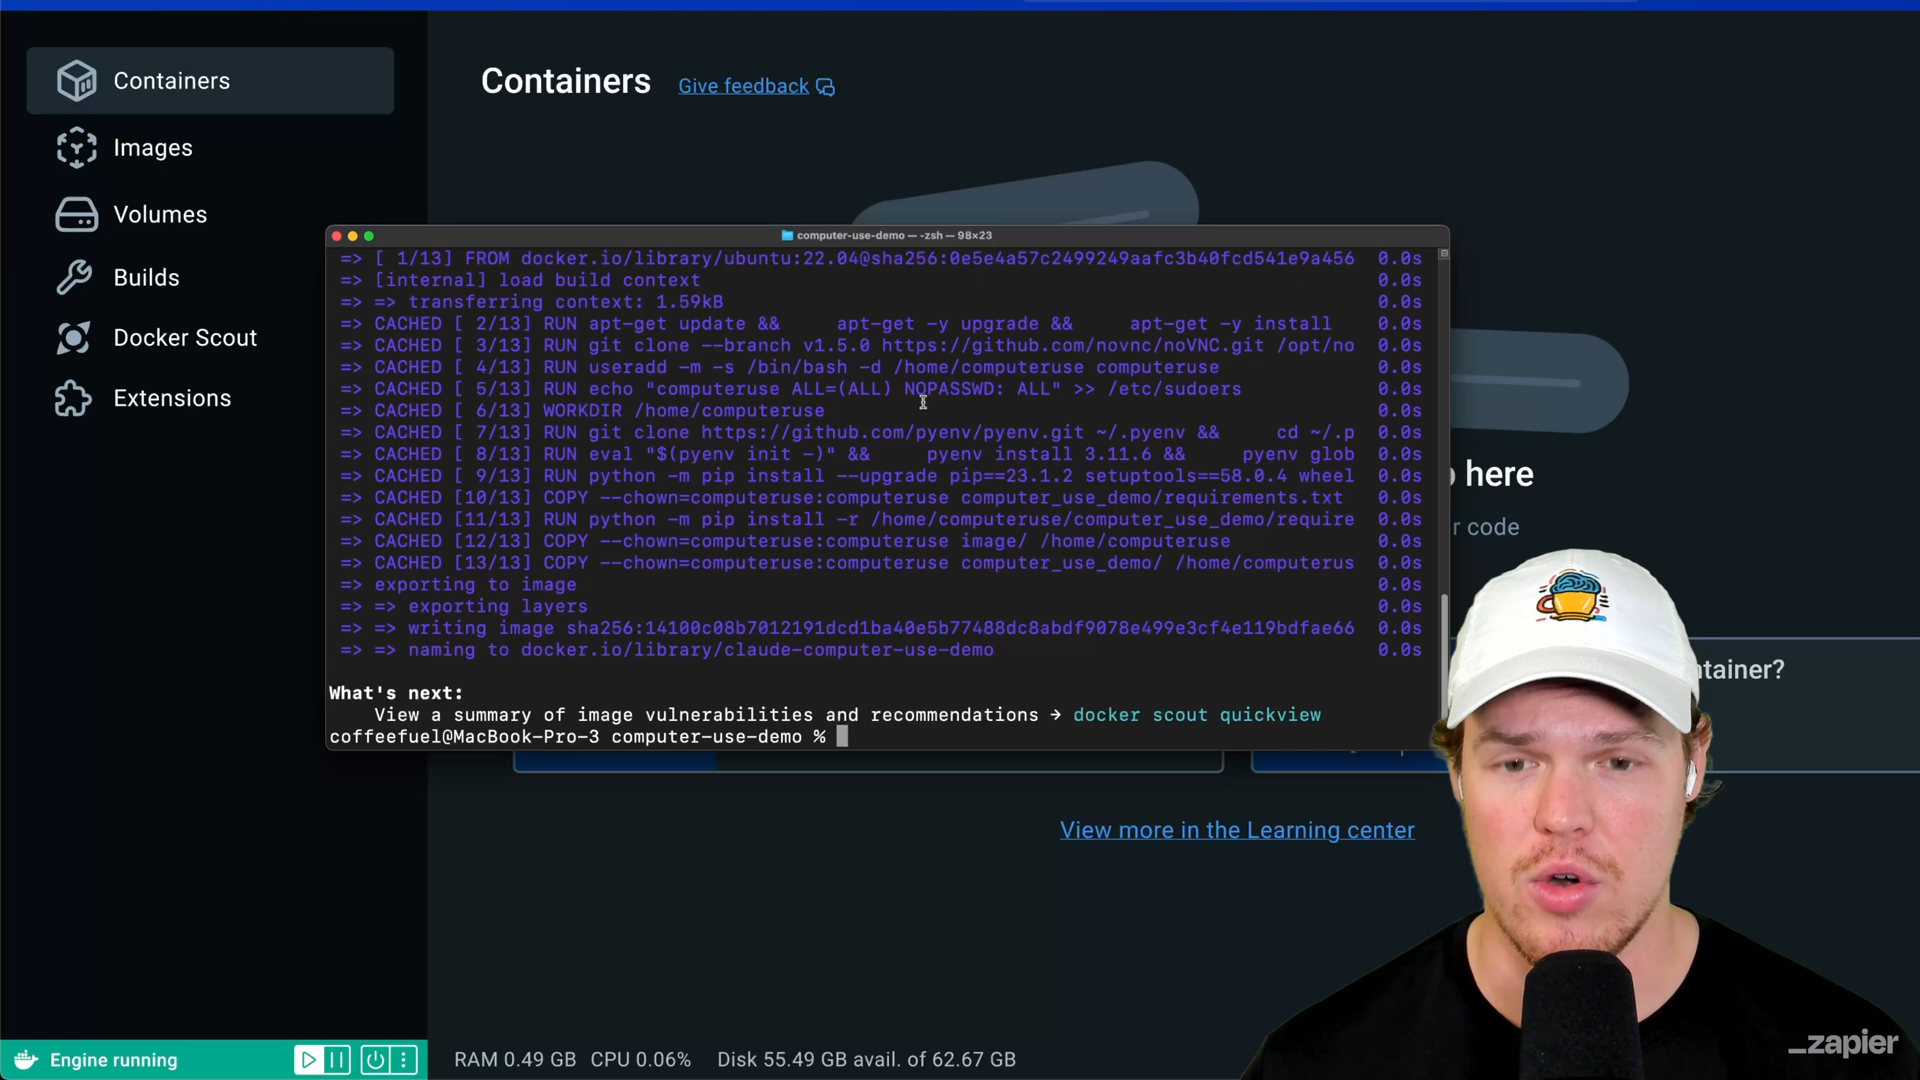 Containers
Images
Volumes
Builds
Docker Scout
Extensions
Containers Give feedback
computer-use-demo — -zsh — 98×23
=> [ 1/13] FROM docker.io/library/ubuntu:22.04@sha256:0e5e4a57c2499249aafc3b40fcd541e9a456 0.0s
=> [internal] load build context 0.0s
=> => transferring context: 1.59kB 0.0s
=> CACHED [ 2/13] RUN apt-get update && apt-get -y upgrade && apt-get -y install 0.0s
=> CACHED [ 3/13] RUN git clone --branch v1.5.0 https://github.com/novnc/noVNC.git /opt/no 0.0s
=> CACHED [ 4/13] RUN useradd -m -s /bin/bash -d /home/computeruse computeruse 0.0s
=> CACHED [ 5/13] RUN echo "computeruse ALL=(ALL) NOPASSWD: ALL" >> /etc/sudoers 0.0s
=> CACHED [ 6/13] WORKDIR /home/computeruse 0.0s
=> CACHED [ 7/13] RUN git clone https://github.com/pyenv/pyenv.git ~/.pyenv && cd ~/.p 0.0s
=> CACHED [ 8/13] RUN eval "$(pyenv init -)" && pyenv install 3.11.6 && pyenv glob 0.0s
=> CACHED [ 9/13] RUN python -m pip install --upgrade pip==23.1.2 setuptools==58.0.4 wheel 0.0s
=> CACHED [10/13] COPY --chown=computeruse:computeruse computer_use_demo/requirements.txt 0.0s
=> CACHED [11/13] RUN python -m pip install -r /home/computeruse/computer_use_demo/require 0.0s
=> CACHED [12/13] COPY --chown=computeruse:computeruse image/ /home/computeruse 0.0s
=> CACHED [13/13] COPY --chown=computeruse:computeruse computer_use_demo/ /home/computerus 0.0s
=> exporting to image 0.0s
=> => exporting layers 0.0s
=> => writing image sha256:14100c08b7012191dcd1ba40e5b77488dc8abdf9078e499e3cf4e119bdfae66 0.0s
=> => naming to docker.io/library/claude-computer-use-demo 0.0s
What's next:
View a summary of image vulnerabilities and recommendations → docker scout quickview
coffeefuel@MacBook-Pro-3 computer-use-demo %
here
r code
ntainer?
View more in the Learning center
Engine running
RAM 0.49 GB CPU 0.06% Disk 55.49 GB avail. of 62.67 GB
_zapier